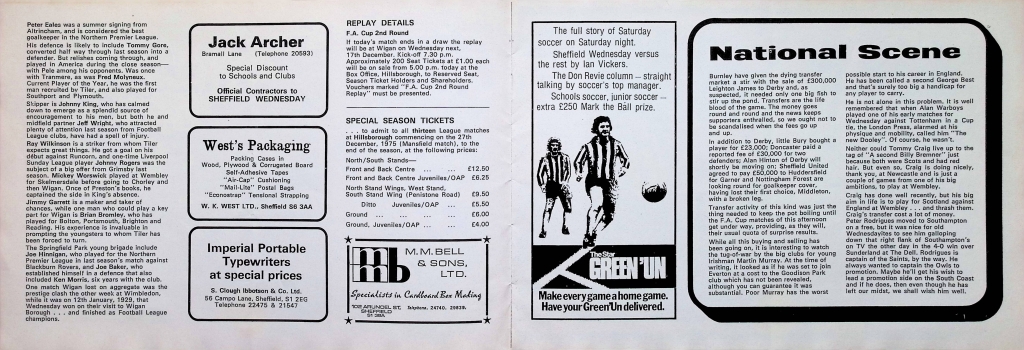 Peter Eales was a summer signing from
Altrincham, and is considered the best
goalkeeper in the Northern Premier League.
His defence is likely to include Tommy Gore,
converted half way through last season into a
defender. But relishes coming through, and
played in America during the close season—
with Pele among his opponents. Was once
with Tranmere, as was Fred Molyneux.
Current Player of the Year, he was the first
man recruited by Tiler, and also played for
Southport and Plymouth.
Skipper is Johnny King, who has calmed
down to emerge as a splendid source of
encouragement to his men, but both he and
midfield partner Jeff Wright, who attracted
plenty of attention last season from Football
League clubs, have had a spell of injury.
Ray Wilkinson is a striker from whom Tiler
expects great things. He got a goal on his
début against Runcorn, and one-time Liverpool
Sunday League player Johnny Rogers was the
subject of a big offer from Grimsby last
season. Mickey Worswick played at Wembley
for Skelmersdale before going to Chorley and
then Wigan. Once of Preston's books, he
captained the side in King's absence.
Jimmy Garrett is a maker and taker of
chances, while one man who could play a key
part for Wigan is Brian Bromley, who has
played for Bolton, Portsmouth, Brighton and
Reading. His experience is invaluable in
prompting the youngsters to whom Tiler has
been forced to turn.
The Springfield Park young brigade include
Joe Hinnigan, who played for the Northern
Premier League in last season's match against
Blackburn Rovers, and Joe Baker, who
established himself in a defence that also
included Ken Morris, six years with the club.
One match Wigan lost on aggregate was the
prestige clash the other week at Wimbledon,
while it was on 12th January, 1929, that
Wednesday won on their visit to Wigan
Borough . . . and finished as Football League
champions.
Jack Archer
Bramall Lane (Telephone 20593)
Special Discount
to Schools and Clubs
Official Contractors to
SHEFFIELD WEDNESDAY
West's Packaging
Packing Cases in
Wood, Plywood & Corrugated Board
Self-Adhesive Tapes
"Air-Cap" Cushioning
"Mail-Lite" Postal Bags
"Econostrap" Tensional Strapping
W. K. WEST LTD., Sheffield S6 3AA
Imperial Portable
Typewriters
at special prices
S. Clough Ibbotson & Co. Ltd.
56 Campo Lane, Sheffield, S1 2EG
Telephone 22475 & 21547
REPLAY DETAILS
F.A. Cup 2nd Round
If today's match ends in a draw the replay
will be at Wigan on Wednesday next,
17th December, Kick-off 7.30 p.m.
Approximately 200 Seat Tickets at £1.00 each
will be on sale from 5.00 p.m. today at the
Box Office, Hillsborough, to Reserved Seat,
Season Ticket Holders and Shareholders.
Vouchers marked "F.A. Cup 2nd Round
Replay" must be presented.
SPECIAL SEASON TICKETS
. . . to admit to all thirteen League matches
at Hillsborough commencing on the 27th
December, 1975 (Mansfield match), to the
end of the season, at the following prices:
North/South Stands—
Front and Back Centre ... ... £12.50
Front and Back Centre Juveniles/OAP £6.25
North Stand Wings, West Stand,
South Stand Wing (Penistone Road) £9.50
Ditto Juveniles/OAP ... £5.50
Ground ... ... ... ... £6.00
Ground, Juveniles/OAP ... ... £4.00
mb
M.M.BELL
& SONS,
LTD.
Specialists in Cardboard Box Making
108 ARUNDEL ST.
SHEFFIELD
Telephone, 24740. 29839.
The full story of Saturday
soccer on Saturday night.
Sheffield Wednesday versus
the rest by Ian Vickers.
The Don Revie column – straight
talking by soccer's top manager.
Schools soccer, junior soccer –
extra £250 Mark the Ball prize.
The Star
GREEN 'UN
Make every game a home game.
Have your Green'Un delivered.
National Scene
Burnley have given the dying transfer
market a stir with the sale of £300,000
Leighton James to Derby and, as
suspected, it needed only one big fish to
stir up the pond. Transfers are the life
blood of the game. The money goes
round and round and the news keeps
supporters enthralled, so we ought not to
be scandalised when the fees go up
and up.
In addition to Derby, little Bury bought a
player for £23,000; Doncaster paid a
reported fee of £30,000 for two
defenders; Alan Hinton of Derby will
shortly be moving on; Sheffield United
agreed to pay £50,000 to Huddersfield
for Garner and Nottingham Forest are
looking round for goalkeeper cover,
having lost their first choice, Middleton,
with a broken leg.
Transfer activity of this kind was just the
thing needed to keep the pot boiling until
the F.A. Cup matches of this afternoon
get under way, providing, as they will,
their usual quota of surprise results.
While all this buying and selling has
been going on, it is interesting to watch
the tug-of-war by the big clubs for young
Irishman Martin Murray. At the time of
writing, it looked as if he was set to join
Everton at a cost to the Goodison Park
club which has not been revealed,
although you can guarantee it was
substantial. Poor Murray has the worst
possible start to his career in England.
He has been called a second George Best
and that's surely too big a handicap for
any player to carry.
He is not alone in this problem. It is well
remembered that when Alan Warboys
played one of his early matches for
Wednesday against Tottenham in a Cup
tie, the London Press, alarmed at his
physique and mobility, called him "The
new Dooley". Of course, he wasn't.
Neither could Tommy Craig live up to the
tag of "A second Billy Bremner" just
because both were Scots and had red
hair. But even so, Craig is doing nicely,
thank you, at Newcastle and is just a
couple of games from one of his big
ambitions, to play at Wembley.
Craig has done well recently, but his big
aim in life is to play for Scotland against
England at Wembley . . . and thrash them.
Craig's transfer cost a lot of money.
Peter Rodrigues moved to Southampton
on a free, but it was nice for old
Wednesdayites to see him galloping
down that right flank of Southampton's
on TV the other day in the 4-0 win over
Sunderland at The Dell. Rodrigues is
captain of the Saints, by the way. He
always wanted to captain the Owls to
promotion. Maybe he'll get his wish to
lead a promotion side on the South Coast
and if he does, then even though he has
left our midst, we shall wish him well.